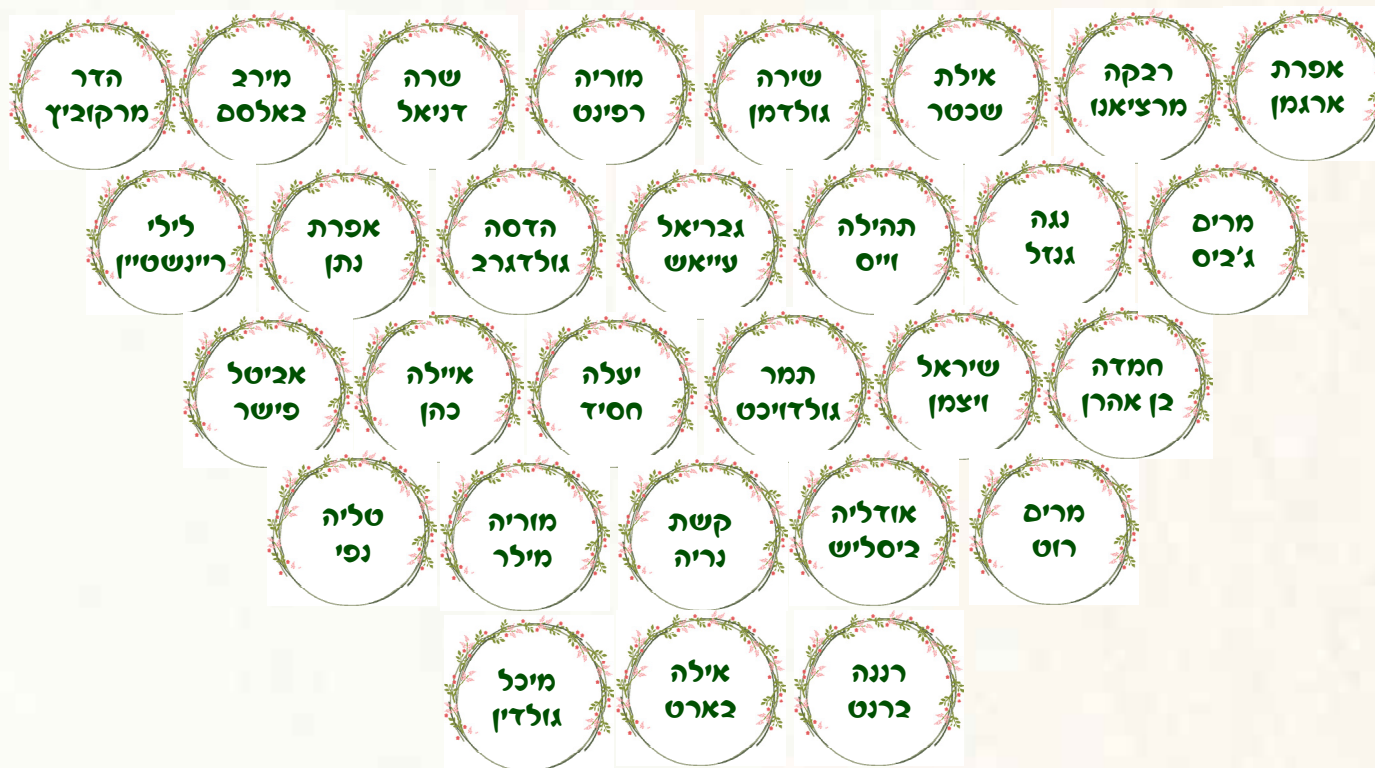 אפרת
ארגמן
רבקה
מרציאנו
אילת
שכטר
שירה
גולדמן
מוריה
רפינט
שרה
דניאל
מירב
באלסם
הדר
מרקוביץ
מרים
ג'ביס
נגה
גנזל
תהילה
וייס
גבריאל
עייאש
הדסה
גולדגרב
אפרת
נתן
לילי
ריינשטיין
חמדה
בן אהרן
שיראל
ויצמן
תמר
גולדויכט
יעלה
חסיד
איילה
כהן
אביטל
פישר
מרים
רוט
אודליה
ביסליש
קשת
נריה
מוריה
מילר
טליה
נפי
רננה
ברנט
אילה
בארט
מיכל
גולדין